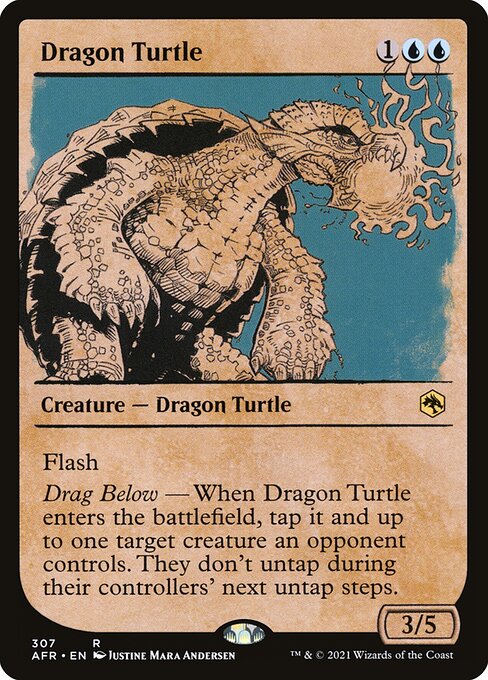 Dragon Turtle 1
Creature — Dragon Turtle
Flash
Drag Below — When Dragon Turtle
enters the battlefield, tap it and up
to one target creature an opponent
controls. They don't untap during
their controllers' next untap steps.
3/5
307 R
AFR • EN Justine Mara Andersen ™ & © 2021 Wizards of the Coast